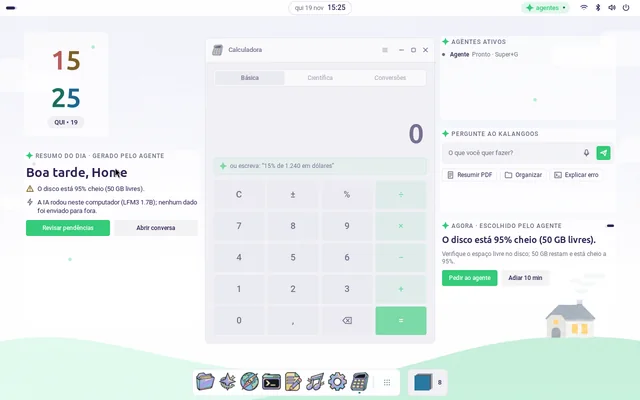 qui 19 nov 15:25
agentes
15
25
QUI • 19
RESUMO DO DIA · GERADO PELO AGENTE
Boa tarde, Home
O disco está 95% cheio (50 GB livres).
A IA rodou neste computador (LFM3 1.7B); nenhum dado
foi enviado para fora.
Revisar pendências
Abrir conversa
Calculadora
Básica
Científica
Conversões
0
ou escreva: "15% de 1.240 em dólares"
C ± % ÷
7 8 9 ×
4 5 6 −
1 2 3 +
0 , =
AGENTES ATIVOS
Agente Pronto · Super+G
PERGUNTE AO KALANGOOS
O que você quer fazer?
Resumir PDF
Organizar
Explicar erro
AGORA · ESCOLHIDO PELO AGENTE
O disco está 95% cheio (50 GB livres).
Verifique o espaço livre no disco; 50 GB restam e está cheio a
95%.
Pedir ao agente
Adiar 10 min
8